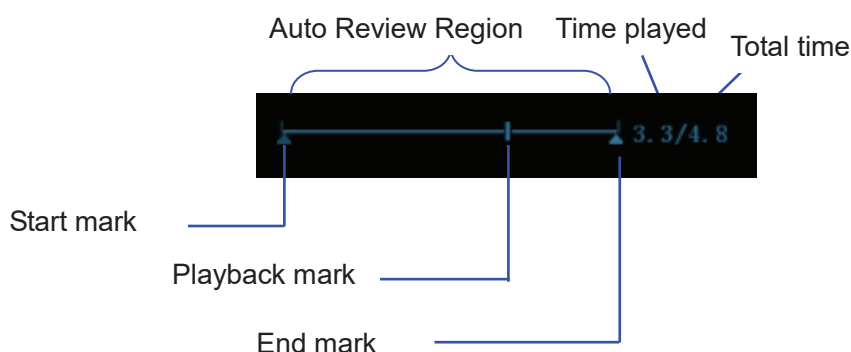 Auto Review Region
Time played
Total time
3.3/4.8
Start mark
Playback mark
End mark